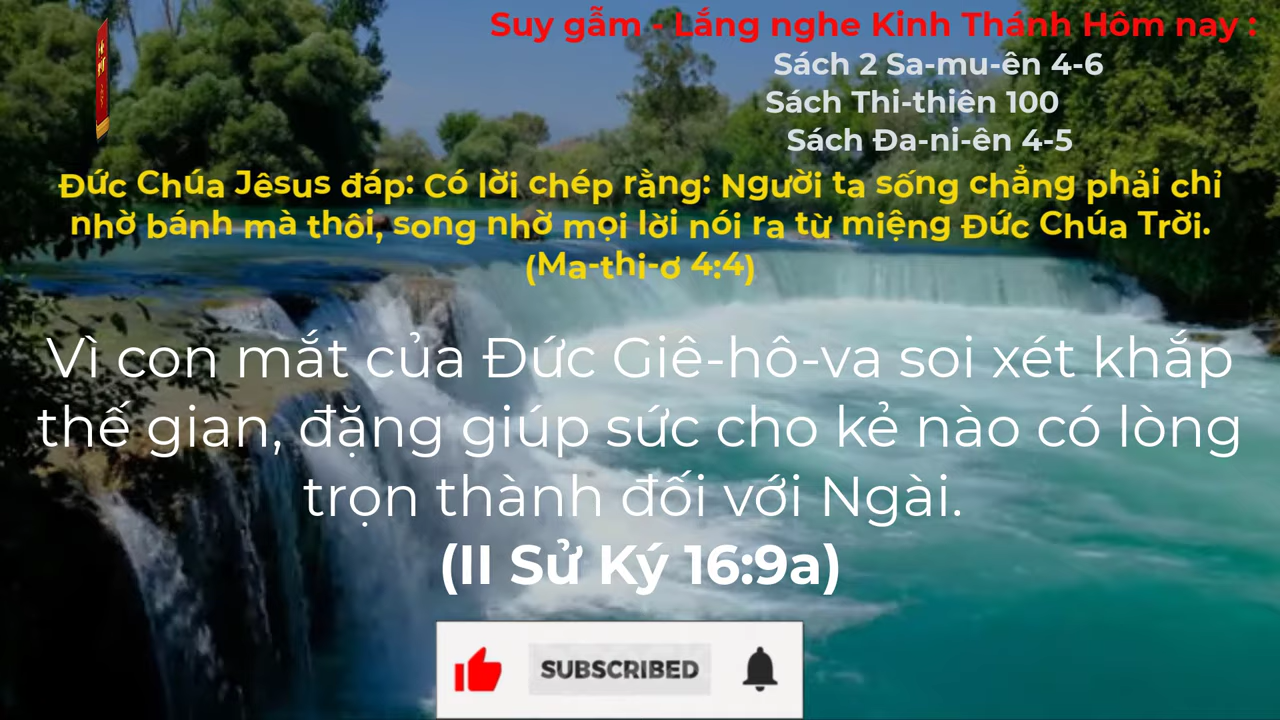 Suy gẫm - Lắng nghe Kinh Thánh Hôm nay :
Sách 2 Sa-mu-ên 4-6
Sách Thi-thiên 100
Sách Đa-ni-ên 4-5
Đức Chúa Jêsus đáp: Có lời chép rằng: Người ta sống chẳng phải chỉ
nhờ bánh mà thôi, song nhờ mọi lời nói ra từ miệng Đức Chúa Trời.
(Ma-thi-ơ 4:4)
Vì con mắt của Đức Giê-hô-va soi xét khắp
thế gian, đặng giúp sức cho kẻ nào có lòng
trọn thành đối với Ngài.
(II Sử Ký 16:9a)
SUBSCRIBED